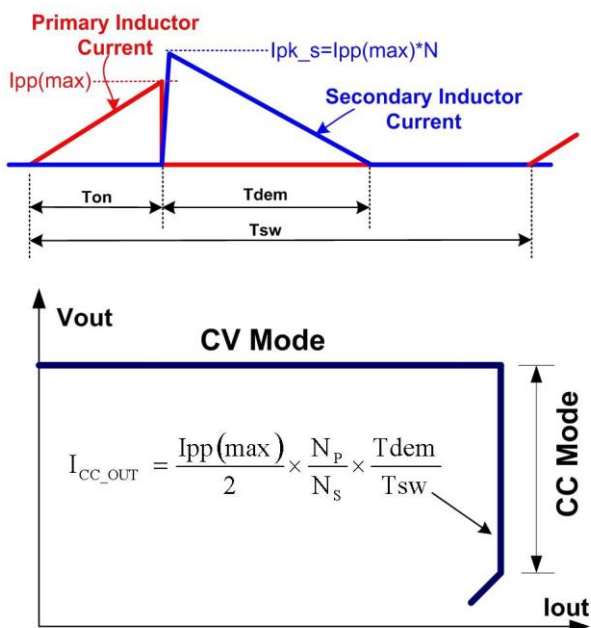 Primary Inductor
Current
Ipk_s=Ipp(max)*N
Ipp(max)
Secondary Inductor
Current
Ton
Tdem
Tsw
Vout
CV Mode
I_CC_OUT = Ipp(max)/2 × N_P/N_S × Tdem/Tsw
CC Mode
Iout